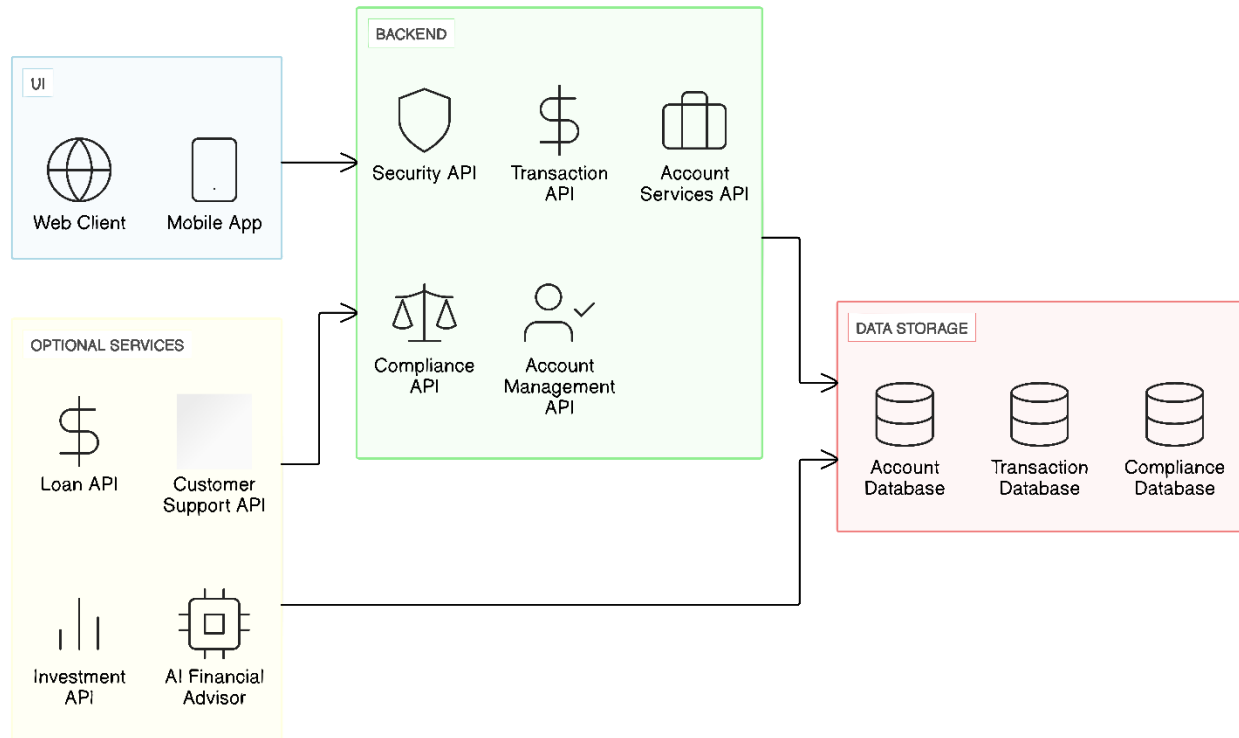 BACKEND
UI
Security API
Transaction
API
Account
Services API
Web Client
Mobile App
Compliance
API
Account
Management
API
OPTIONAL SERVICES
Loan API
Customer
Support API
Investment
API
AI Financial
Advisor
DATA STORAGE
Account
Database
Transaction
Database
Compliance
Database